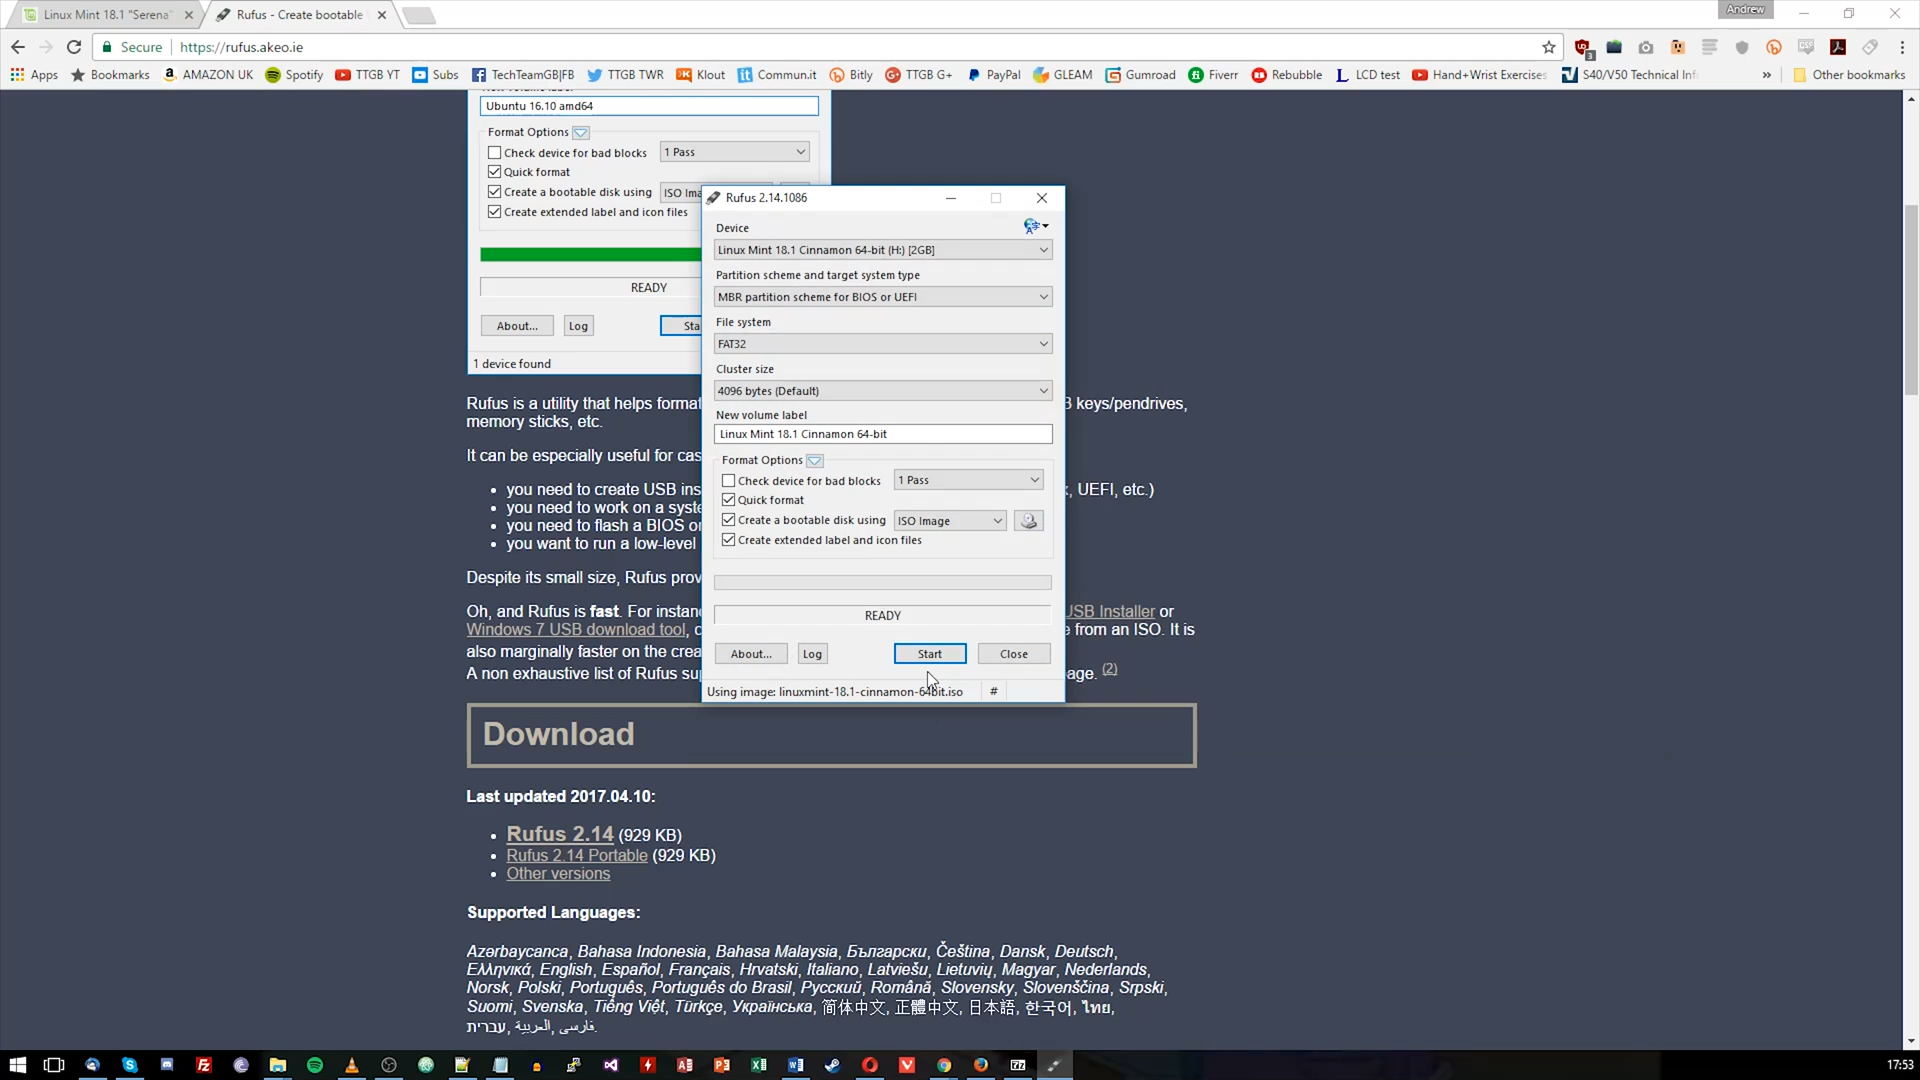 Linux Mint 18.1 "Serena"
Rufus - Create bootable
Andrew
Secure
https://rufus.akeo.ie
3
Apps
Bookmarks
AMAZON UK
Spotify
TTGB YT
Subs
TechTeamGB|FB
TTGB TWR
Klout
Commun.it
Bitly
TTGB G+
PayPal
GLEAM
Gumroad
Fiverr
Rebubble
LCD test
Hand+Wrist Exercises
S40/V50 Technical Inf
»
Other bookmarks
Ubuntu 16.10 amd64
Format Options
Check device for bad blocks
1 Pass
Quick format
Create a bootable disk using
ISO Ima
Create extended label and icon files
READY
About...
Log
Sta
1 device found
Rufus 2.14.1086
Device
Linux Mint 18.1 Cinnamon 64-bit (H:) [2GB]
Partition scheme and target system type
MBR partition scheme for BIOS or UEFI
File system
FAT32
Cluster size
4096 bytes (Default)
New volume label
Linux Mint 18.1 Cinnamon 64-bit
Format Options
Check device for bad blocks
1 Pass
Quick format
Create a bootable disk using
ISO Image
Create extended label and icon files
READY
About...
Log
Start
Close
Using image: linuxmint-18.1-cinnamon-64bit.iso
#
Rufus is a utility that helps format
B keys/pendrives,
memory sticks, etc.
It can be especially useful for cas
you need to create USB ins
, UEFI, etc.)
you need to work on a syste
you need to flash a BIOS or
you want to run a low-level
Despite its small size, Rufus prov
Oh, and Rufus is fast. For instanc
USB Installer or
Windows 7 USB download tool, o
e from an ISO. It is
also marginally faster on the crea
A non exhaustive list of Rufus su
age. (2)
Download
Last updated 2017.04.10:
Rufus 2.14 (929 KB)
Rufus 2.14 Portable (929 KB)
Other versions
Supported Languages:
Azərbaycanca, Bahasa Indonesia, Bahasa Malaysia, Български, Čeština, Dansk, Deutsch,
Ελληνικά, English, Español, Français, Hrvatski, Italiano, Latviešu, Lietuvių, Magyar, Nederlands,
Norsk, Polski, Português, Português do Brasil, Русский, Română, Slovensky, Slovenščina, Srpski,
Suomi, Svenska, Tiếng Việt, Türkçe, Українська, 简体中文, 正體中文, 日本語, 한국어, ไทย,
עברית, العربية, فارسی.
17:53